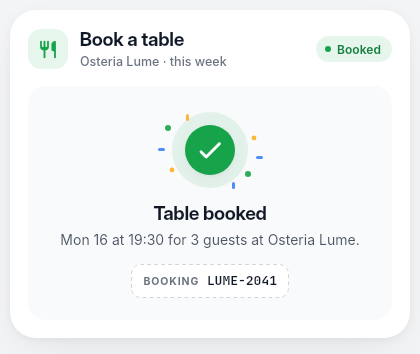 Book a table
Osteria Lume · this week
Booked
Table booked
Mon 16 at 19:30 for 3 guests at Osteria Lume.
BOOKING LUME-2041